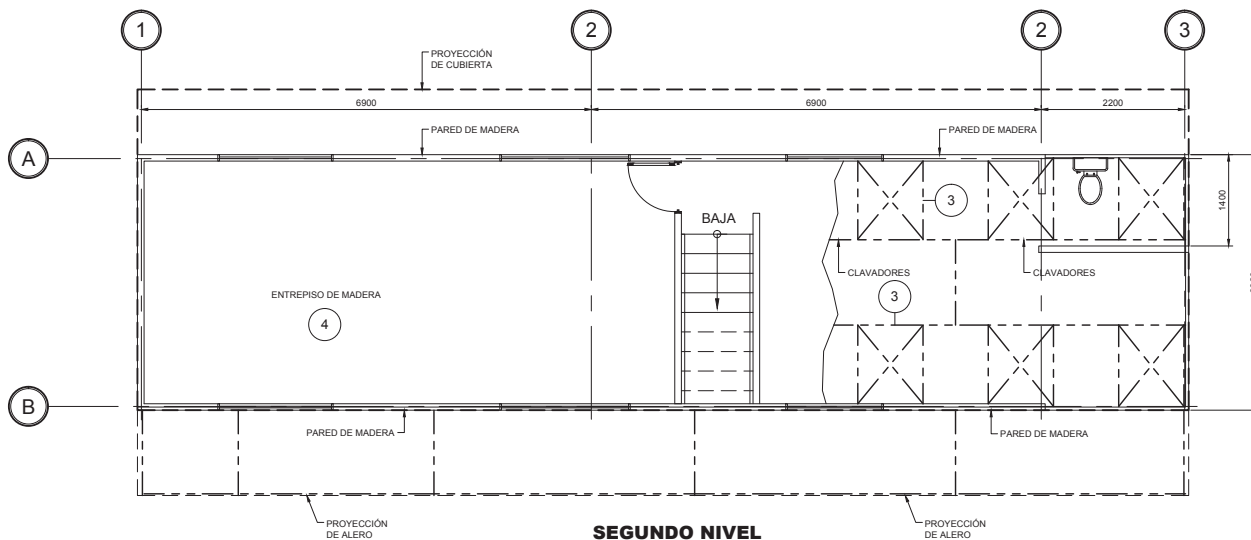 1
2
2
3
PROYECCIÓN
DE CUBIERTA
6900
6900
2200
PARED DE MADERA
PARED DE MADERA
A
3
BAJA
1400
CLAVADORES
CLAVADORES
ENTREPISO DE MADERA
4
3
B
PARED DE MADERA
PARED DE MADERA
PROYECCIÓN
DE ALERO
PROYECCIÓN
DE ALERO
SEGUNDO NIVEL